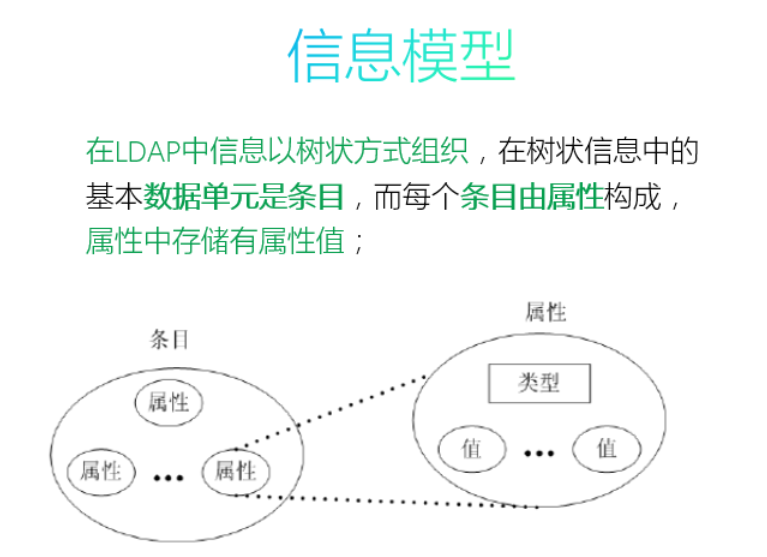 信息模型
在LDAP中信息以树状方式组织，在树状信息中的
基本数据单元是条目，而每个条目由属性构成，
属性中存储有属性值；
条目
属性
属性 ••• 属性
属性
类型
值 ••• 值